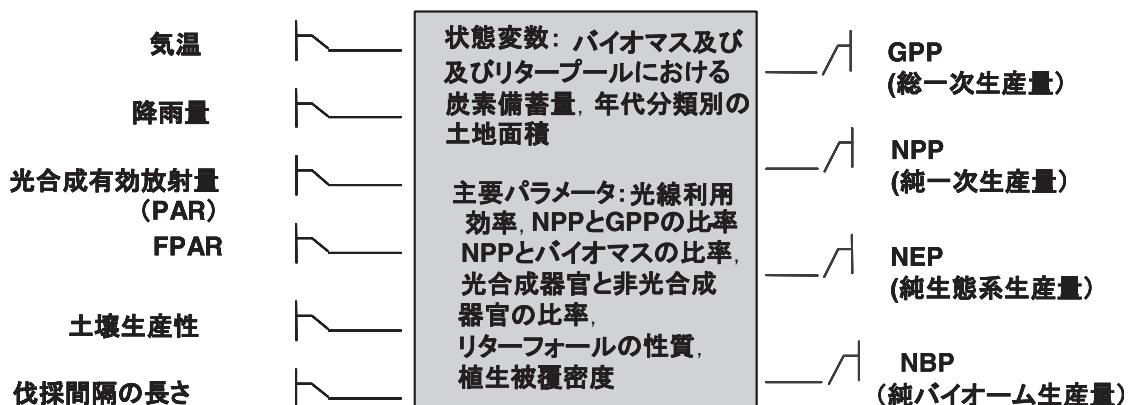 気温
降雨量
光合成有効放射量
(PAR)
FPAR
土壌生産性
伐採間隔の長さ
状態変数: バイオマス及び
及びリタープールにおける
炭素備蓄量, 年代分類別の
土地面積
主要パラメータ:光線利用
効率, NPPとGPPの比率
NPPとバイオマスの比率,
光合成器官と非光合成
器官の比率,
リターフォールの性質,
植生被覆密度
GPP
(総一次生産量)
NPP
(純一次生産量)
NEP
(純生態系生産量)
NBP
(純バイオーム生産量)